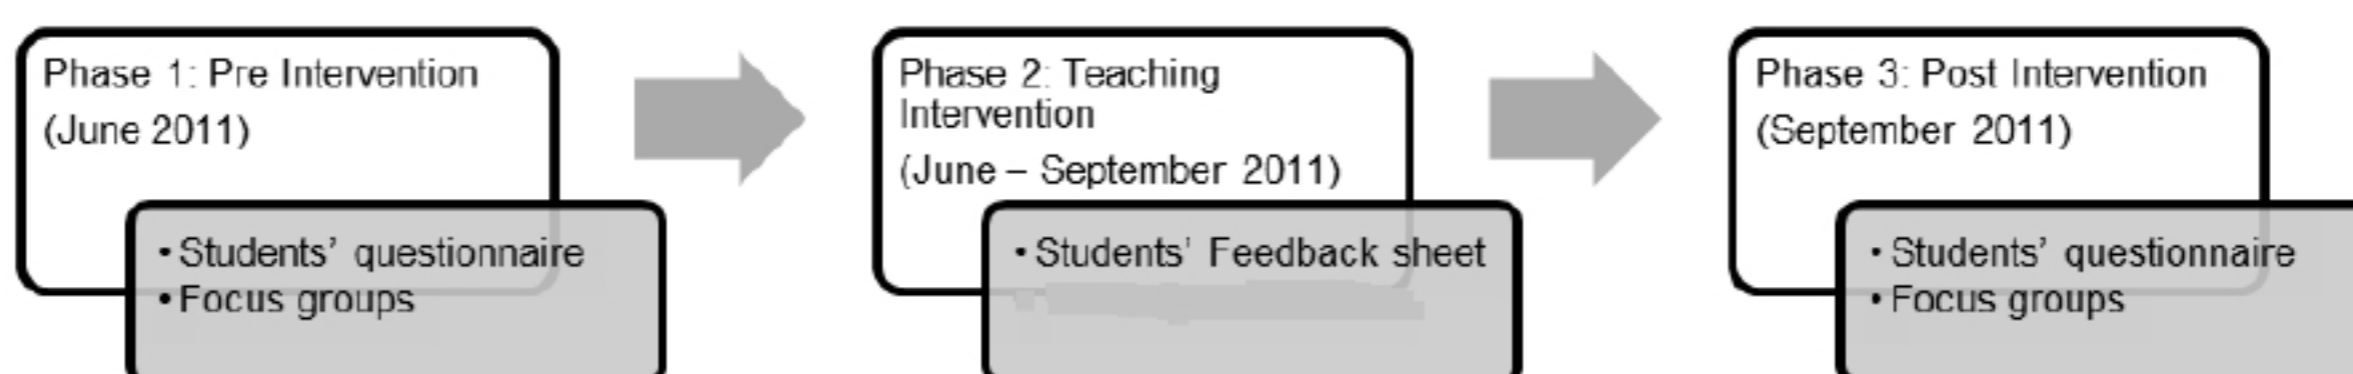 Phase 1: Pre Intervention
(June 2011)
• Students' questionnaire
• Focus groups
Phase 2: Teaching
Intervention
(June – September 2011)
• Students' Feedback sheet
Phase 3: Post Intervention
(September 2011)
• Students' questionnaire
• Focus groups